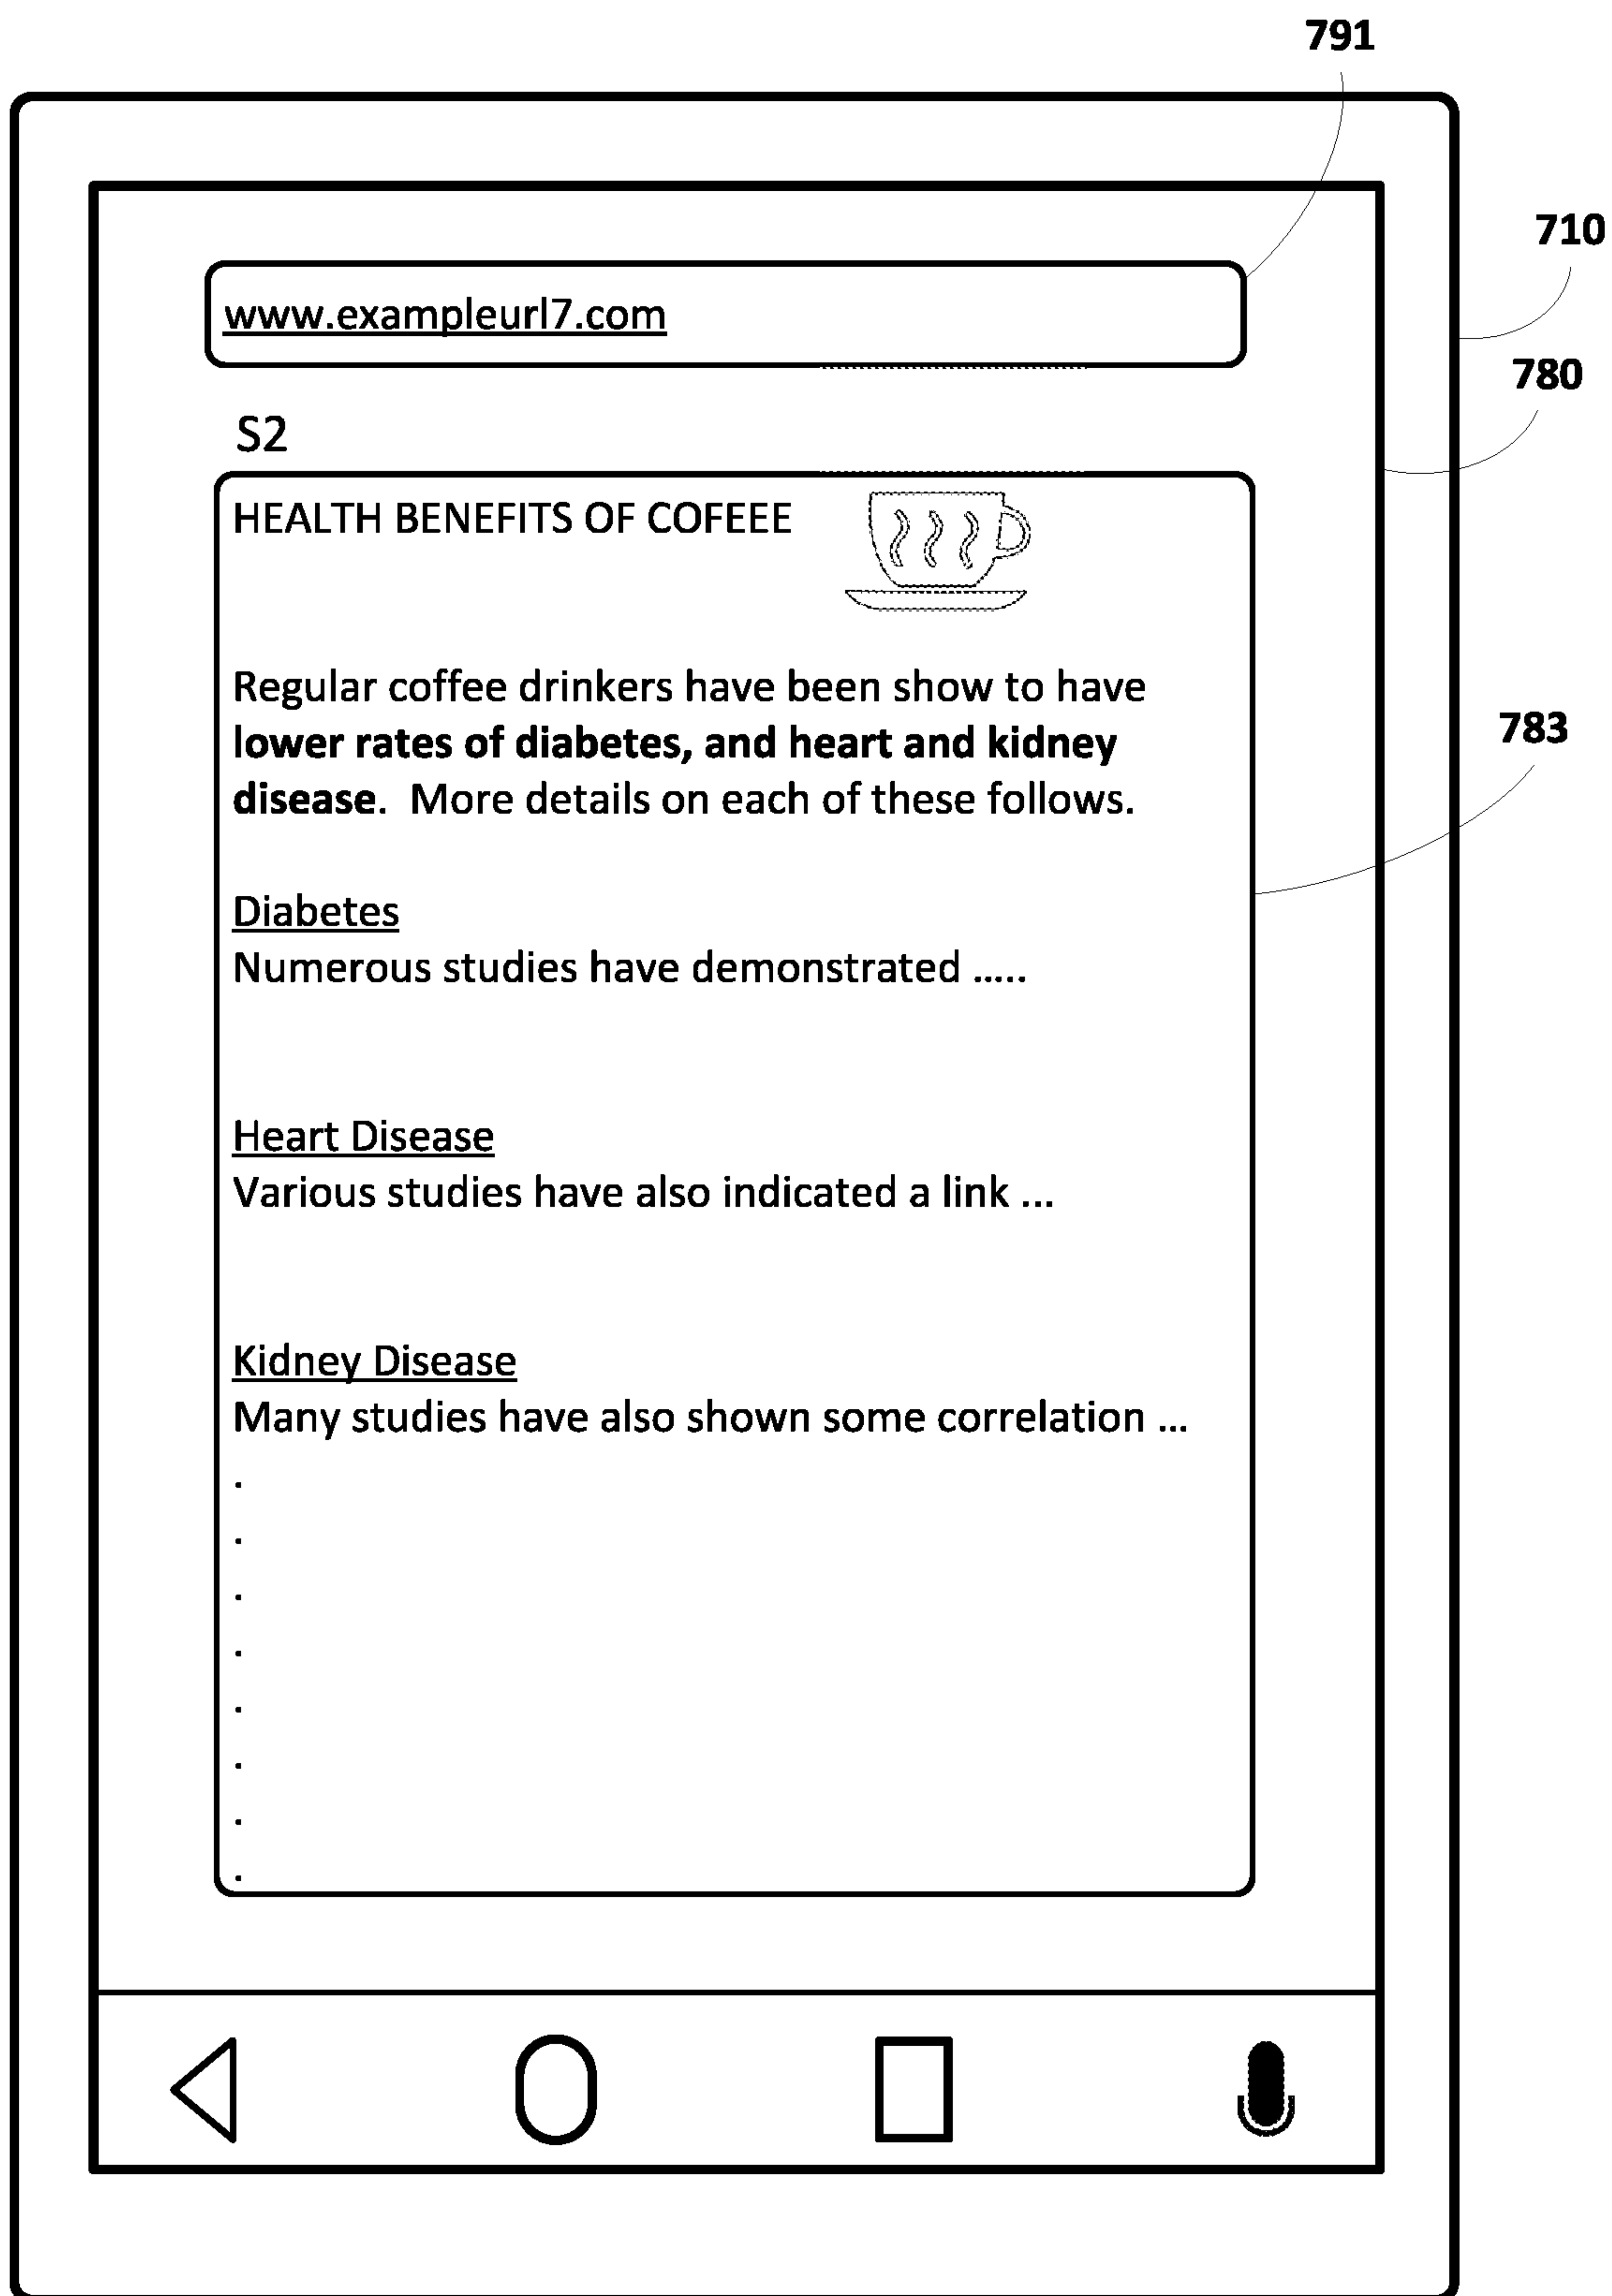 791
710
www.exampleurl7.com
780
S2
HEALTH BENEFITS OF COFEEE
Regular coffee drinkers have been show to have
lower rates of diabetes, and heart and kidney
783
disease.  More details on each of these follows.
Diabetes
Numerous studies have demonstrated .....
Heart Disease
Various studies have also indicated a link ...
Kidney Disease
Many studies have also shown some correlation ...
.
.
.
.
.
.
.
.